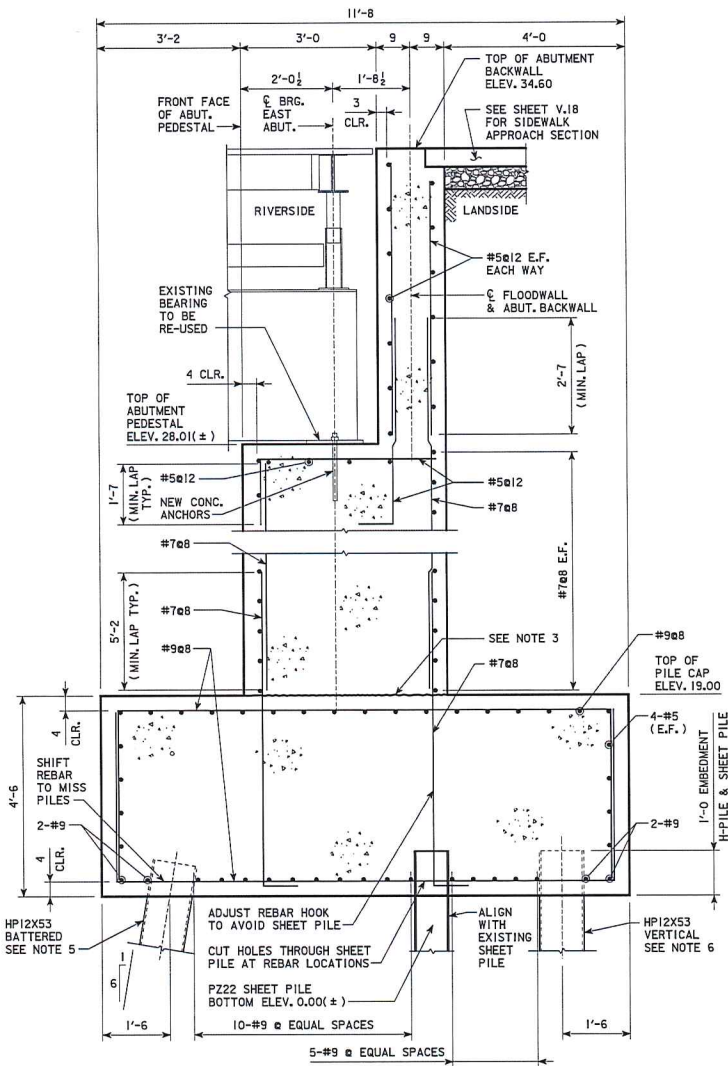 11'-8
3'-2
3'-0
9
9
4'-0
2'-0½
1'-8½
TOP OF ABUTMENT
BACKWALL
ELEV. 34.60
FRONT FACE
OF ABUT.
PEDESTAL
℄ BRG.
EAST
ABUT.
3
CLR.
SEE SHEET V.18
FOR SIDEWALK
APPROACH SECTION
RIVERSIDE
LANDSIDE
#5@12 E.F.
EACH WAY
EXISTING
BEARING
TO BE
RE-USED
℄ FLOODWALL
& ABUT. BACKWALL
4 CLR.
2'-7
(MIN. LAP)
TOP OF
ABUTMENT
PEDESTAL
ELEV. 28.01(±)
1'-7
(MIN. LAP
TYP.)
#5@12
NEW CONC.
ANCHORS
#5@12
#7@8
#7@8
#7@8 E.F.
5'-2
(MIN. LAP TYP.)
#7@8
#9@8
SEE NOTE 3
#7@8
#9@8
TOP OF
PILE CAP
ELEV. 19.00
4
CLR.
4-#5
(E.F.)
4'-6
SHIFT
REBAR
TO MISS
PILES
2-#9
4
CLR.
2-#9
1'-0 EMBEDMENT
H-PILE & SHEET PILE
HP12X53
BATTERED
SEE NOTE 5
1
6
ADJUST REBAR HOOK
TO AVOID SHEET PILE
CUT HOLES THROUGH SHEET
PILE AT REBAR LOCATIONS
PZ22 SHEET PILE
BOTTOM ELEV. 0.00(±)
ALIGN
WITH
EXISTING
SHEET
PILE
HP12X53
VERTICAL
SEE NOTE 6
1'-6
10-#9 @ EQUAL SPACES
1'-6
5-#9 @ EQUAL SPACES